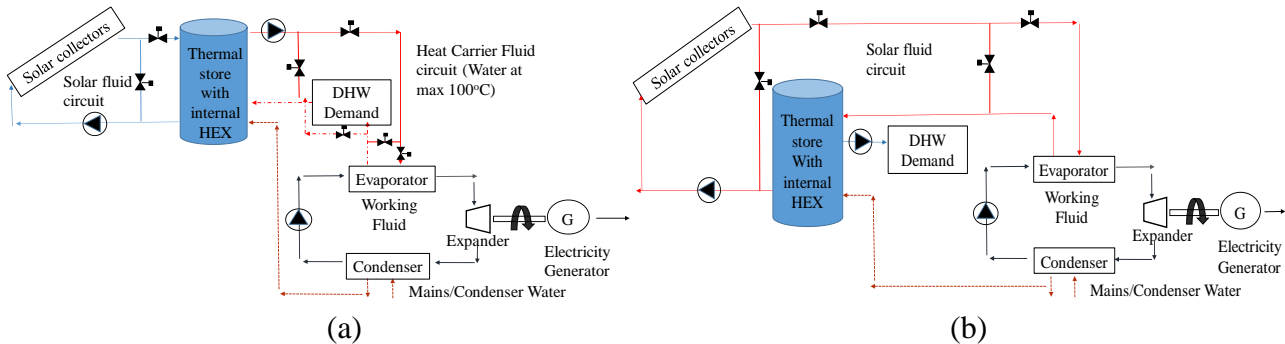 Solar collectors
Solar fluid
circuit
Thermal
store
with
internal
HEX
Heat Carrier Fluid
circuit (Water at
max 100°C)
DHW
Demand
Evaporator
Working
Fluid
Expander
G
Electricity
Generator
Condenser
Mains/Condenser Water
(a)
Solar collectors
Solar fluid
circuit
Thermal
store
With
internal
HEX
DHW
Demand
Evaporator
Working
Fluid
Expander
G
Electricity
Generator
Condenser
Mains/Condenser Water
(b)